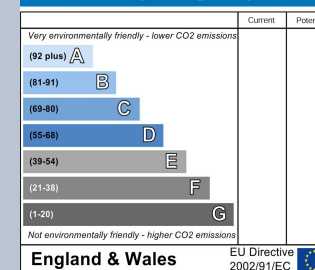 Current Poten
Very environmentally friendly - lower CO2 emissions
(92 plus) A
(81-91) B
(69-80) C
(55-68) D
(39-54) E
(21-38) F
(1-20) G
Not environmentally friendly - higher CO2 emissions
England & Wales
EU Directive
2002/91/EC